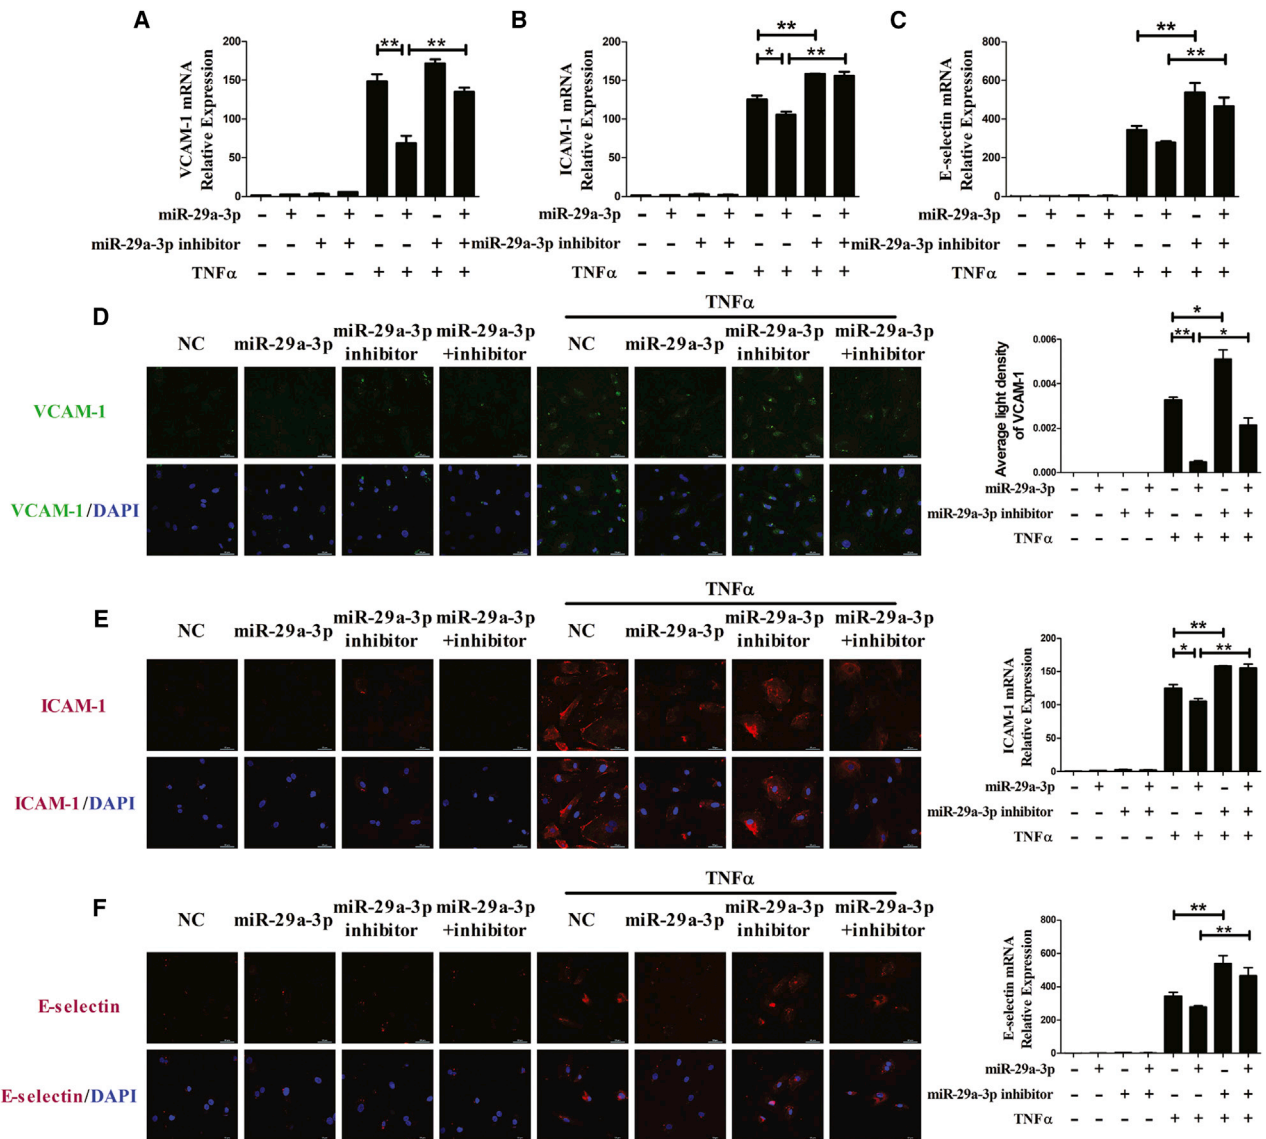 A
B
C
VCAM-1 mRNA
Relative Expression
200
150
100
50
0
** **
miR-29a-3p - + - + - + - +
miR-29a-3p inhibitor - - + + - - + +
TNFα - - - - + + + +
ICAM-1 mRNA
Relative Expression
200
150
100
50
0
**
* **
miR-29a-3p - + - + - + - +
miR-29a-3p inhibitor - - + + - - + +
TNFα - - - - + + + +
E-selectin mRNA
Relative Expression
800
600
400
200
0
**
**
miR-29a-3p - + - + - + - +
miR-29a-3p inhibitor - - + + - - + +
TNFα - - - - + + + +
D
TNFα
NC miR-29a-3p miR-29a-3p inhibitor miR-29a-3p +inhibitor NC miR-29a-3p miR-29a-3p inhibitor miR-29a-3p +inhibitor
VCAM-1
VCAM-1/DAPI
Average light density
of VCAM-1
0.006
0.004
0.002
0.000
*
** *
miR-29a-3p - + - + - + - +
miR-29a-3p inhibitor - - + + - - + +
TNFα - - - - + + + +
E
TNFα
NC miR-29a-3p miR-29a-3p inhibitor miR-29a-3p +inhibitor NC miR-29a-3p miR-29a-3p inhibitor miR-29a-3p +inhibitor
ICAM-1
ICAM-1/DAPI
ICAM-1 mRNA
Relative Expression
200
150
100
50
0
**
* **
miR-29a-3p - + - + - + - +
miR-29a-3p inhibitor - - + + - - + +
TNFα - - - - + + + +
F
TNFα
NC miR-29a-3p miR-29a-3p inhibitor miR-29a-3p +inhibitor NC miR-29a-3p miR-29a-3p inhibitor miR-29a-3p +inhibitor
E-selectin
E-selectin/DAPI
E-selectin mRNA
Relative Expression
800
600
400
200
0
**
**
miR-29a-3p - + - + - + - +
miR-29a-3p inhibitor - - + + - - + +
TNFα - - - - + + + +